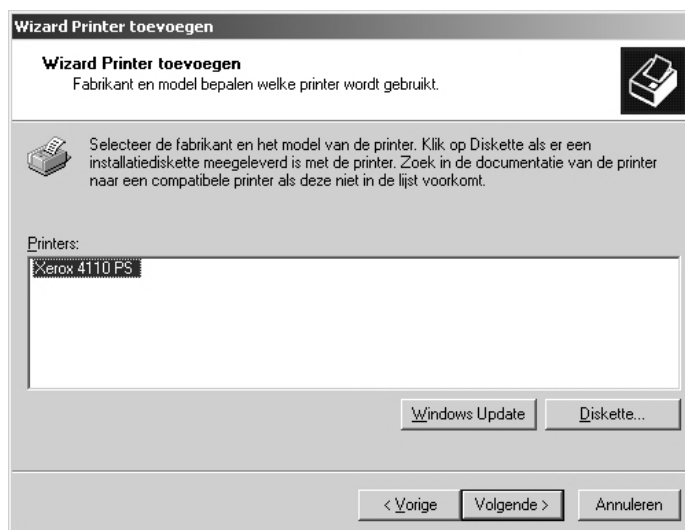 Wizard Printer toevoegen
Wizard Printer toevoegen
Fabrikant en model bepalen welke printer wordt gebruikt.
Selecteer de fabrikant en het model van de printer. Klik op Diskette als er een
installatiediskette meegeleverd is met de printer. Zoek in de documentatie van de printer
naar een compatibele printer als deze niet in de lijst voorkomt.
Printers:
Xerox 4110 PS
Windows Update
Diskette...
< Vorige
Volgende >
Annuleren